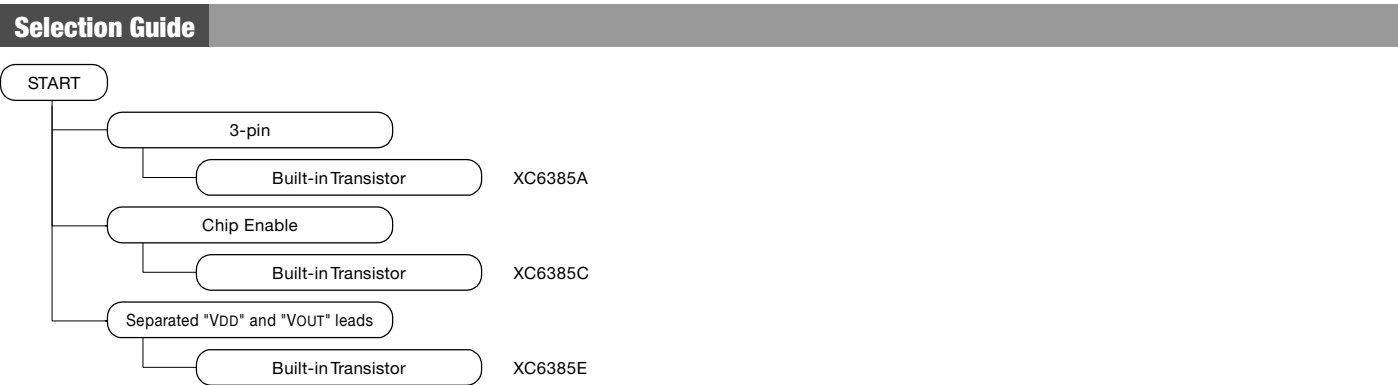 Selection Guide
START
3-pin
Built-in Transistor XC6385A
Chip Enable
Built-in Transistor XC6385C
Separated "VDD" and "VOUT" leads
Built-in Transistor XC6385E